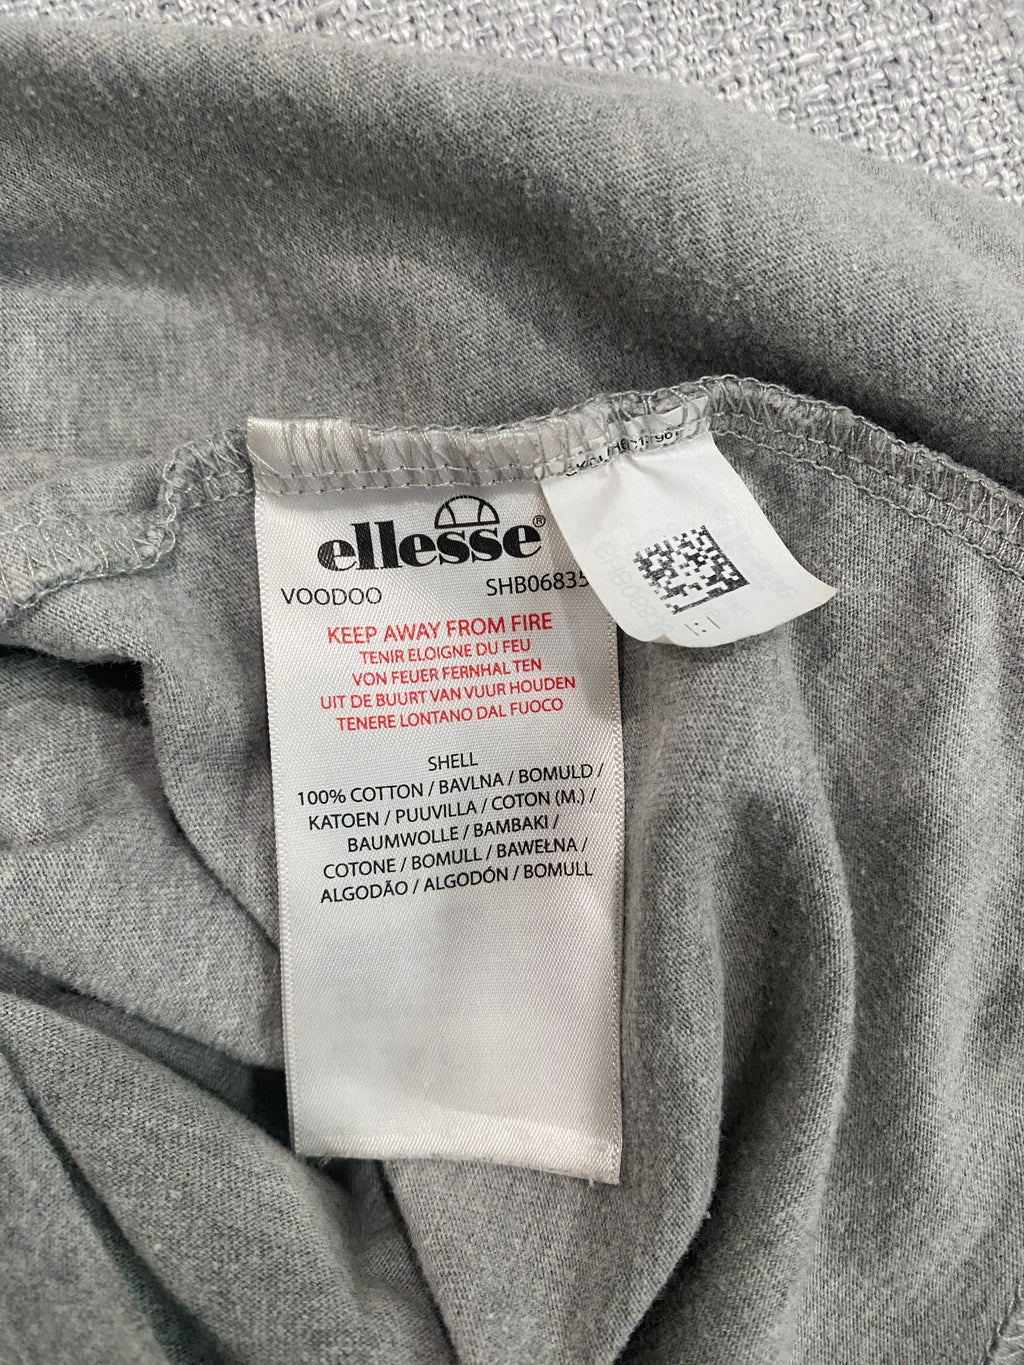 ellesse®
VOODOO SHB06835
KEEP AWAY FROM FIRE
TENIR ELOIGNE DU FEU
VON FEUER FERNHALTEN
UIT DE BUURT VAN VUUR HOUDEN
TENERE LONTANO DAL FUOCO
SHELL
100% COTTON / BAVLNA / BOMULD /
KATOEN / PUUVILLA / COTON (M.) /
BAUMWOLLE / BAMBAKI /
COTONE / BOMULL / BAWEŁNA /
ALGODÃO / ALGODÓN / BOMULL